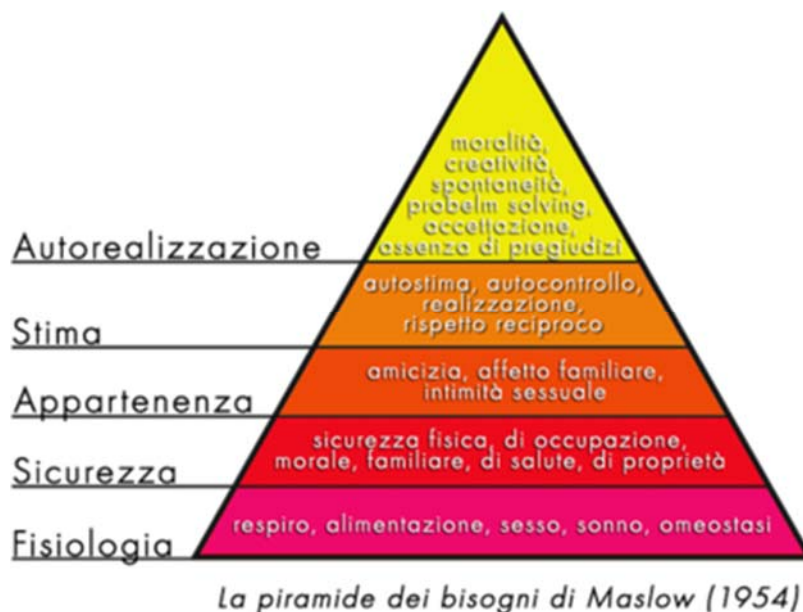 moralità,
creatività,
spontaneità,
probelm solving,
accettazione,
assenza di pregiudizi
Autorealizzazione
autostima, autocontrollo,
realizzazione,
rispetto reciproco
Stima
amicizia, affetto familiare,
intimità sessuale
Appartenenza
sicurezza fisica, di occupazione,
morale, familiare, di salute, di proprietà
Sicurezza
respiro, alimentazione, sesso, sonno, omeostasi
Fisiologia
La piramide dei bisogni di Maslow (1954)